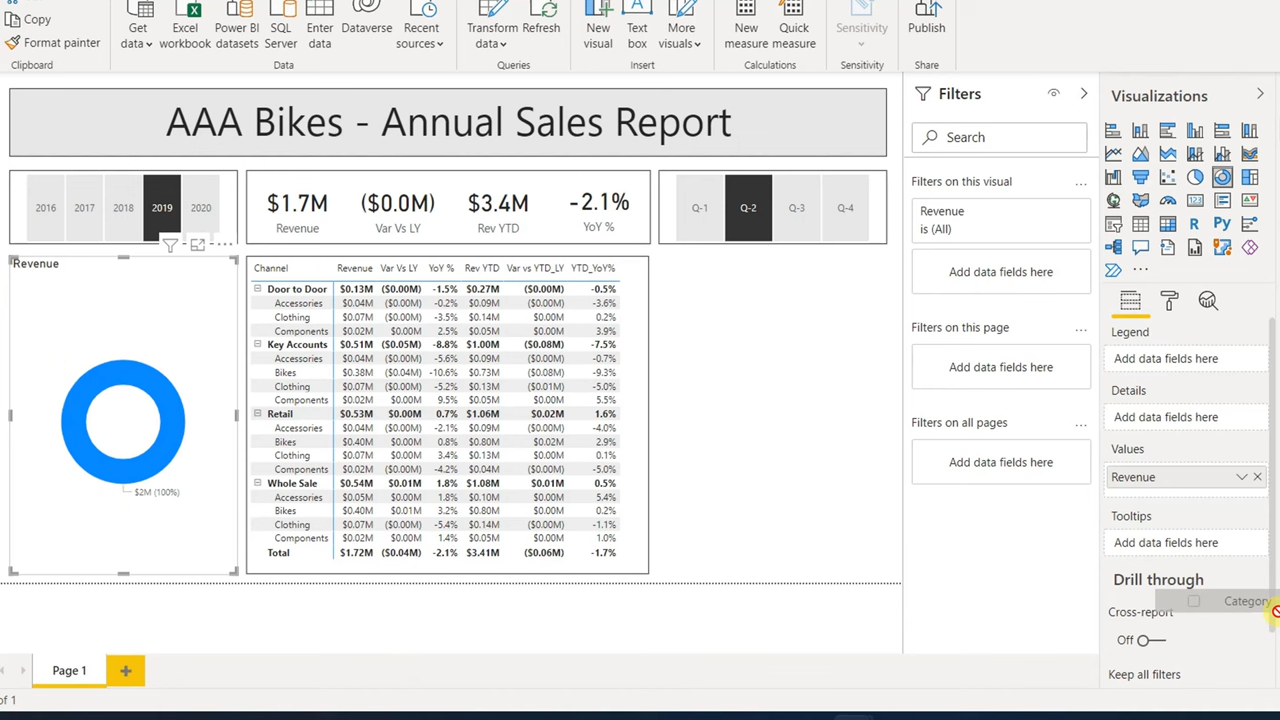 Copy
Format painter
Clipboard
Get data
Excel workbook
Power BI datasets
SQL Server
Enter data
Dataverse
Recent sources
Data
Transform data
Refresh
Queries
New visual
Text box
More visuals
Insert
New measure
Quick measure
Calculations
Sensitivity
Sensitivity
Publish
Share
AAA Bikes - Annual Sales Report
2016 2017 2018 2019 2020
$1.7M ($0.0M) $3.4M -2.1%
Revenue Var Vs LY Rev YTD YoY %
Q-1 Q-2 Q-3 Q-4
Revenue
$2M (100%)
Channel Revenue Var Vs LY YoY % Rev YTD Var vs YTD_LY YTD_YoY%
Door to Door $0.13M ($0.00M) -1.5% $0.27M ($0.00M) -0.5%
Accessories $0.04M ($0.00M) -0.2% $0.09M ($0.00M) -3.6%
Clothing $0.07M ($0.00M) -3.5% $0.14M $0.00M 0.2%
Components $0.02M $0.00M 2.5% $0.05M $0.00M 3.9%
Key Accounts $0.51M ($0.05M) -8.8% $1.00M ($0.08M) -7.5%
Accessories $0.04M ($0.00M) -5.6% $0.09M ($0.00M) -0.7%
Bikes $0.38M ($0.04M) -10.6% $0.73M ($0.08M) -9.3%
Clothing $0.07M ($0.00M) -5.2% $0.13M ($0.01M) -5.0%
Components $0.02M $0.00M 9.5% $0.05M $0.00M 5.5%
Retail $0.53M $0.00M 0.7% $1.06M $0.02M 1.6%
Accessories $0.04M ($0.00M) -2.1% $0.09M ($0.00M) -4.0%
Bikes $0.40M $0.00M 0.8% $0.80M $0.02M 2.9%
Clothing $0.07M $0.00M 3.4% $0.13M $0.00M 0.1%
Components $0.02M ($0.00M) -4.2% $0.04M ($0.00M) -5.0%
Whole Sale $0.54M $0.01M 1.8% $1.08M $0.01M 0.5%
Accessories $0.05M $0.00M 1.8% $0.10M $0.00M 5.4%
Bikes $0.40M $0.01M 3.2% $0.80M $0.00M 0.2%
Clothing $0.07M ($0.00M) -5.4% $0.14M ($0.00M) -1.1%
Components $0.02M $0.00M 1.4% $0.05M $0.00M 1.0%
Total $1.72M ($0.04M) -2.1% $3.41M ($0.06M) -1.7%
Page 1
of 1
Filters
Search
Filters on this visual
Revenue
is (All)
Add data fields here
Filters on this page
Add data fields here
Filters on all pages
Add data fields here
Visualizations
R Py
Legend
Add data fields here
Details
Add data fields here
Values
Revenue
Tooltips
Add data fields here
Drill through
Category
Cross-report
Off
Keep all filters